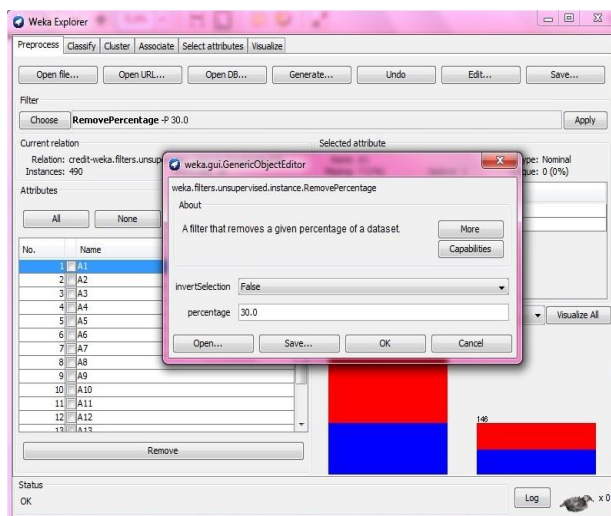 Weka Explorer
Preprocess Classify Cluster Associate Select attributes Visualize
Open file... Open URL... Open DB... Generate... Undo Edit... Save...
Filter
Choose RemovePercentage -P 30.0 Apply
Current relation
Relation: credit-weka.filters.unsup
Instances: 490
Selected attribute
ype: Nominal
que: 0 (0%)
Attributes
All None
No. Name
1 A1
2 A2
3 A3
4 A4
5 A5
6 A6
7 A7
8 A8
9 A9
10 A10
11 A11
12 A12
13 A13
Remove
weka.gui.GenericObjectEditor
weka.filters.unsupervised.instance.RemovePercentage
About
A filter that removes a given percentage of a dataset.
More
Capabilities
invertSelection False
percentage 30.0
Open... Save... OK Cancel
Visualize All
146
Status
OK
Log x 0